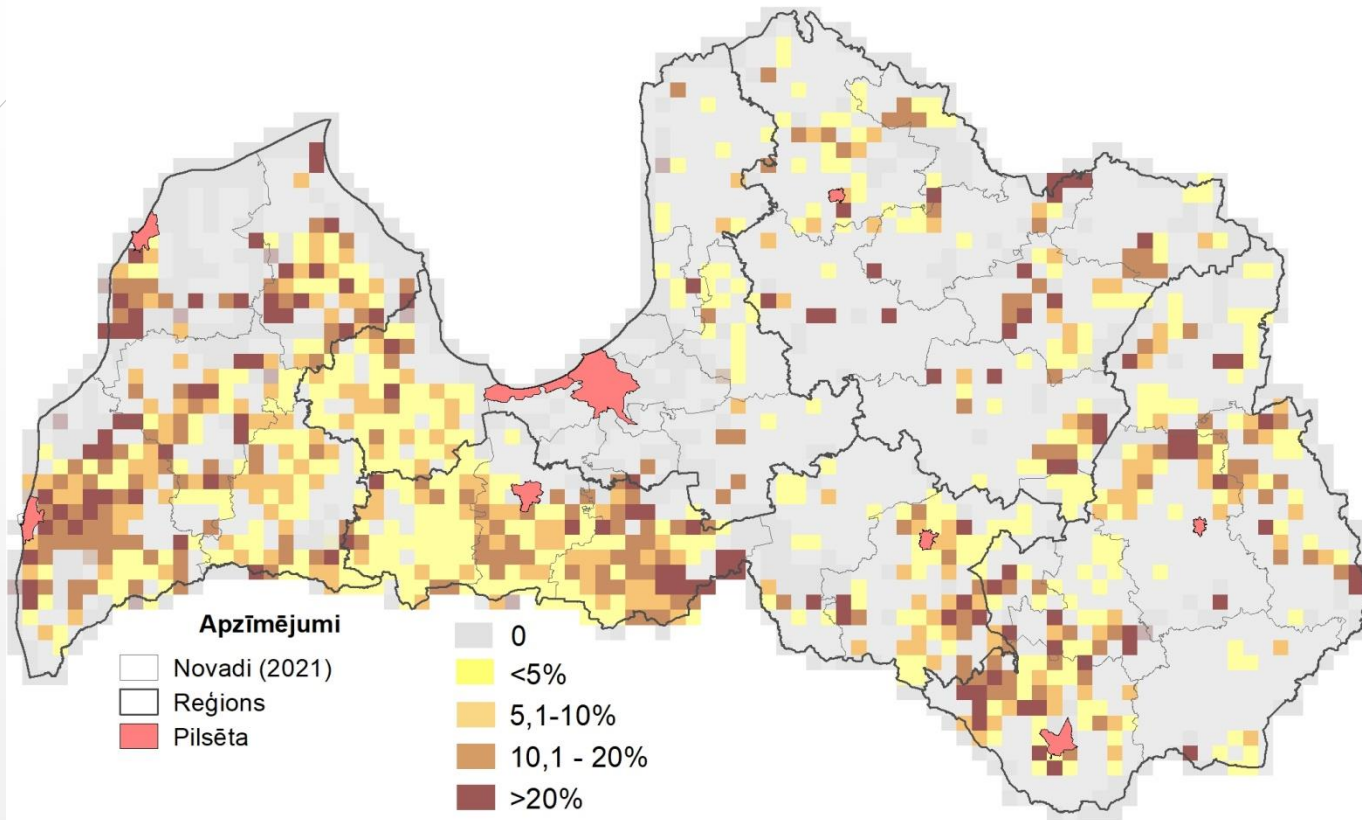 Apzīmējumi
Novadi (2021)
Reģions
Pilsēta
0
<5%
5,1-10%
10,1 - 20%
>20%